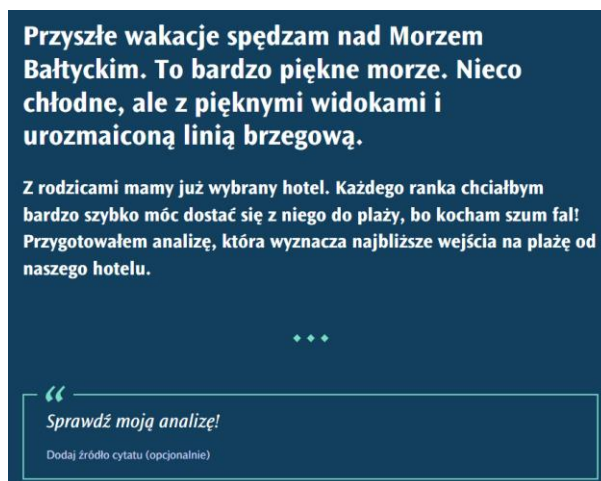 Przyszłe wakacje spędzam nad Morzem
Bałtyckim. To bardzo piękne morze. Nieco
chłodne, ale z pięknymi widokami i
urozmaiconą linią brzegową.
Z rodzicami mamy już wybrany hotel. Każdego ranka chciałbym
bardzo szybko móc dostać się z niego do plaży, bo kocham szum fal!
Przygotowałem analizę, która wyznacza najbliższe wejścia na plażę od
naszego hotelu.
“
Sprawdź moją analizę!
Dodaj źródło cytatu (opcjonalnie)